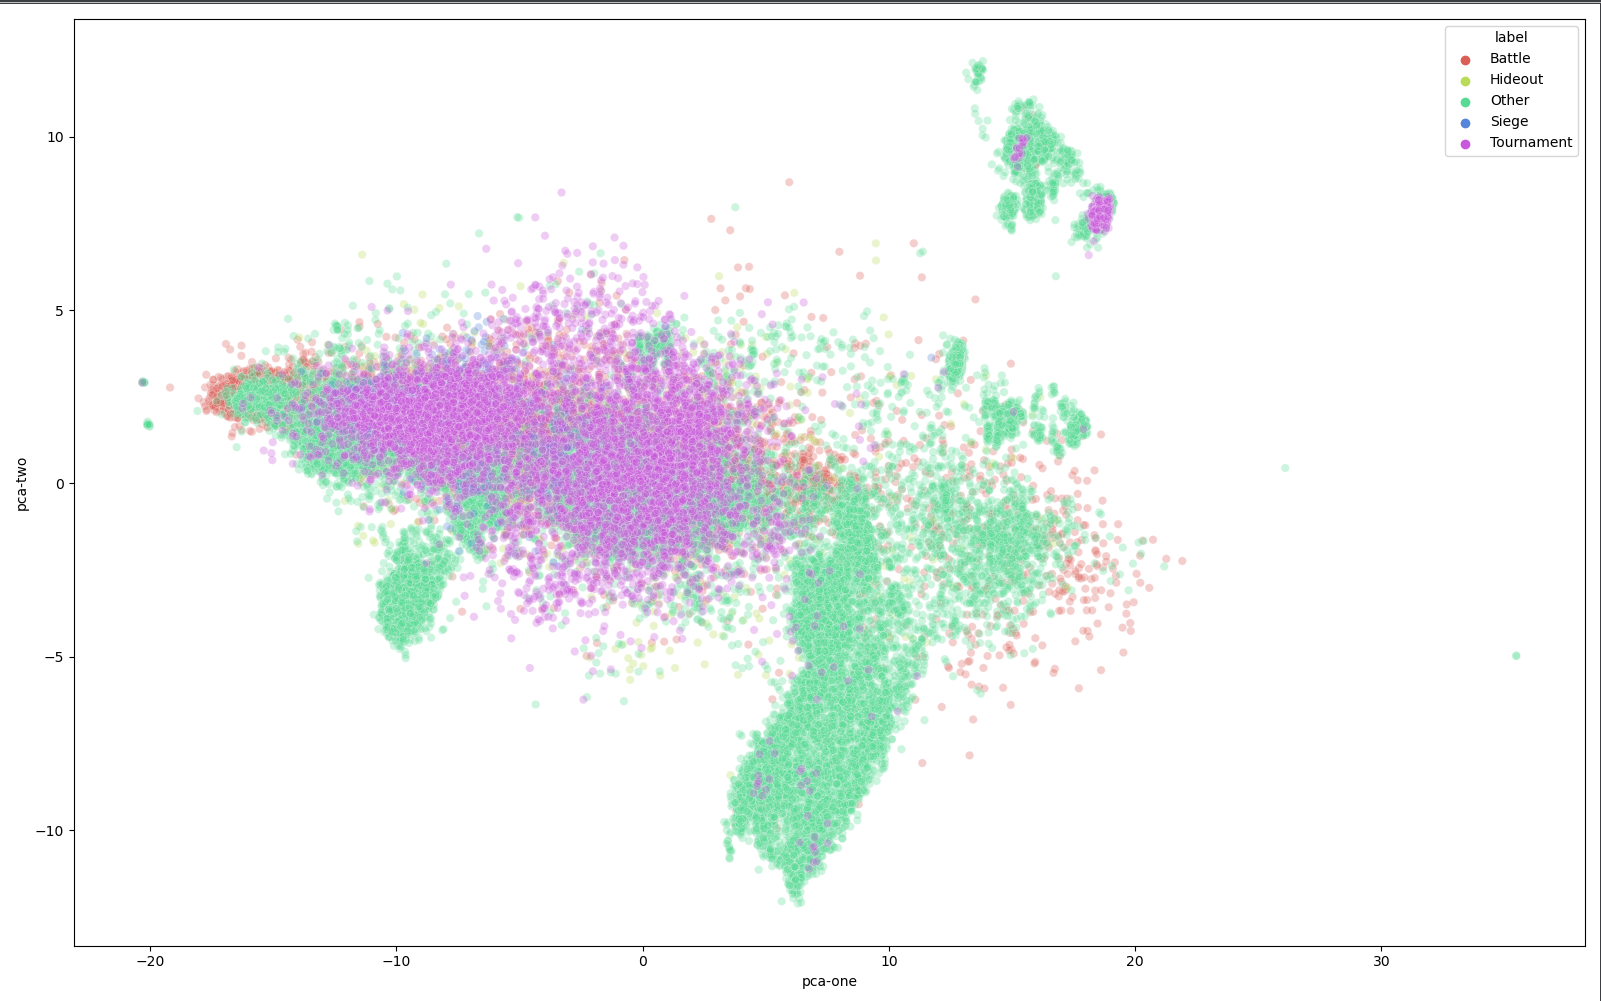 label
Battle
Hideout
Other
Siege
Tournament
10
5
0
−5
−10
pca-two
−20
−10
0
10
20
30
pca-one